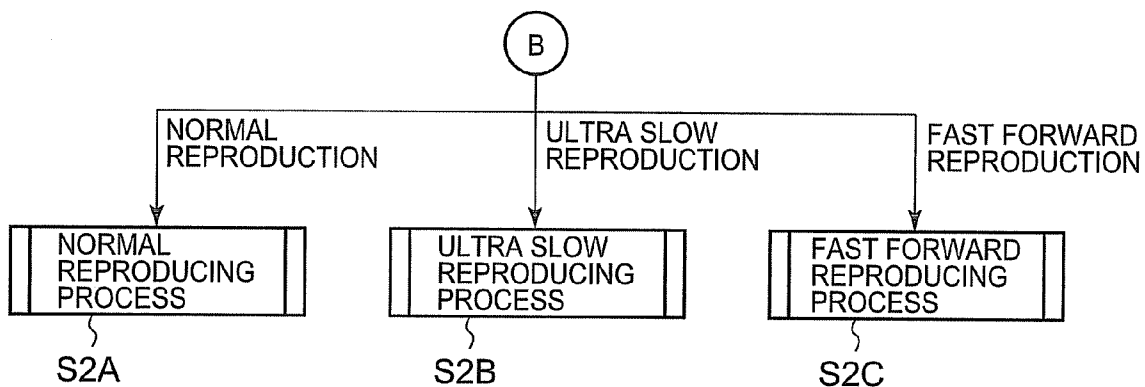 B
NORMAL
REPRODUCTION
ULTRA SLOW
REPRODUCTION
FAST FORWARD
REPRODUCTION
NORMAL
REPRODUCING
PROCESS
ULTRA SLOW
REPRODUCING
PROCESS
FAST FORWARD
REPRODUCING
PROCESS
S2A
S2B
S2C